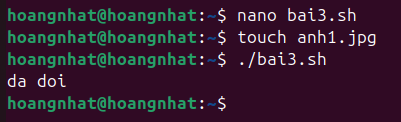 hoangnhat@hoangnhat:~$ nano bai3.sh
hoangnhat@hoangnhat:~$ touch anh1.jpg
hoangnhat@hoangnhat:~$ ./bai3.sh
da doi
hoangnhat@hoangnhat:~$